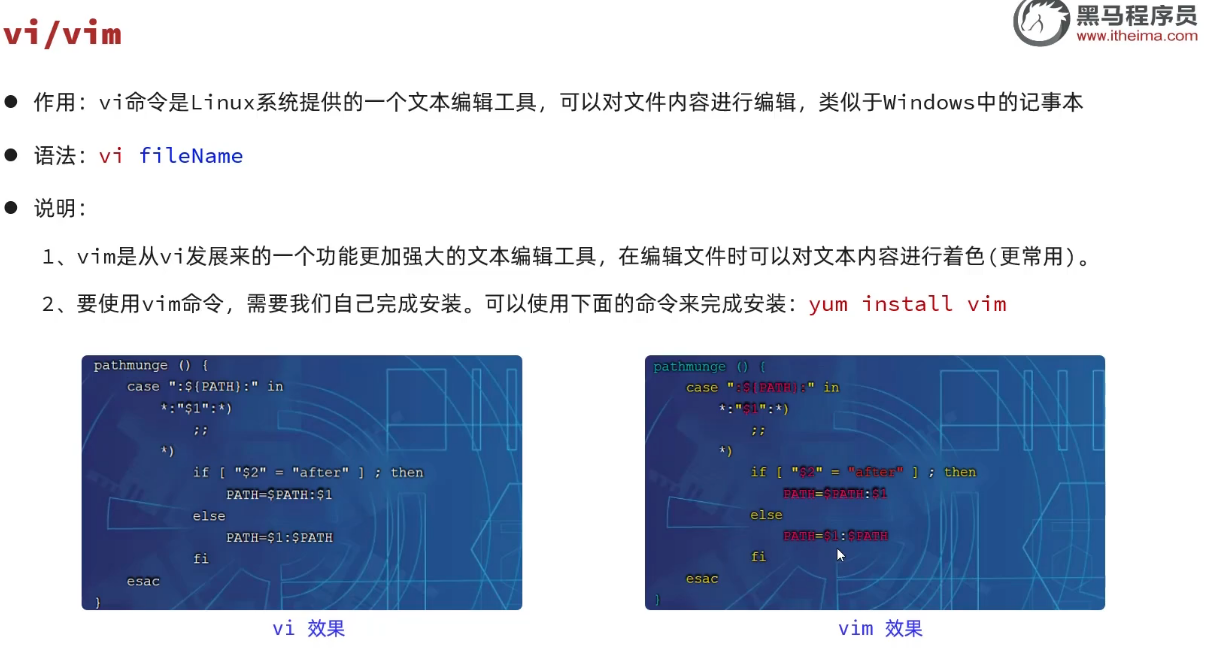 vi/vim
黑马程序员
www.itheima.com
● 作用：vi命令是Linux系统提供的一个文本编辑工具，可以对文件内容进行编辑，类似于Windows中的记事本
● 语法：vi fileName
● 说明：
1、vim是从vi发展来的一个功能更加强大的文本编辑工具，在编辑文件时可以对文本内容进行着色(更常用)。
2、要使用vim命令，需要我们自己完成安装。可以使用下面的命令来完成安装：yum install vim
pathmunge () {
case ":${PATH}:" in
*:"$1":*)
;;
*)
if [ "$2" = "after" ] ; then
PATH=$PATH:$1
else
PATH=$1:$PATH
fi
esac
}
vi 效果
pathmunge () {
case ":${PATH}:" in
*:"$1":*)
;;
*)
if [ "$2" = "after" ] ; then
PATH=$PATH:$1
else
PATH=$1:$PATH
fi
esac
}
vim 效果